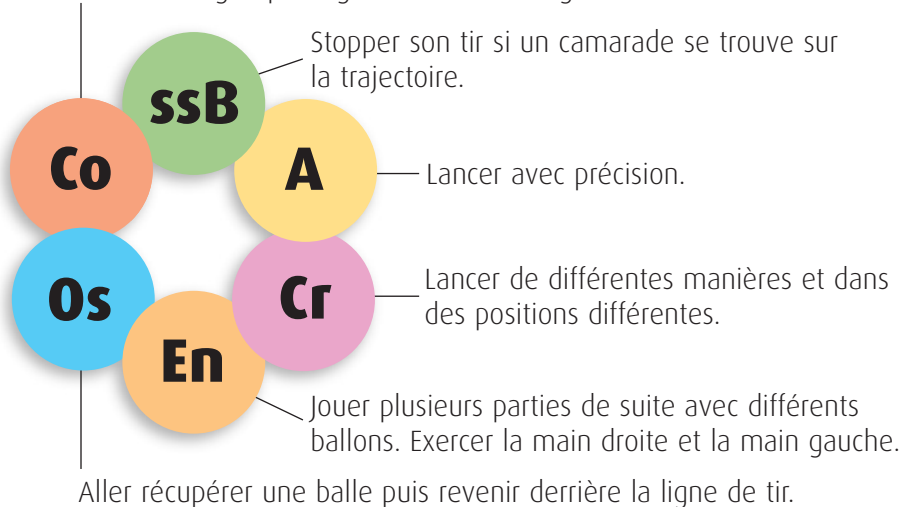 Stopper son tir si un camarade se trouve sur
la trajectoire.
ssB
Co
A
Lancer avec précision.
Os
Cr
Lancer de différentes manières et dans
des positions différentes.
En
Jouer plusieurs parties de suite avec différents
ballons. Exercer la main droite et la main gauche.
Aller récupérer une balle puis revenir derrière la ligne de tir.